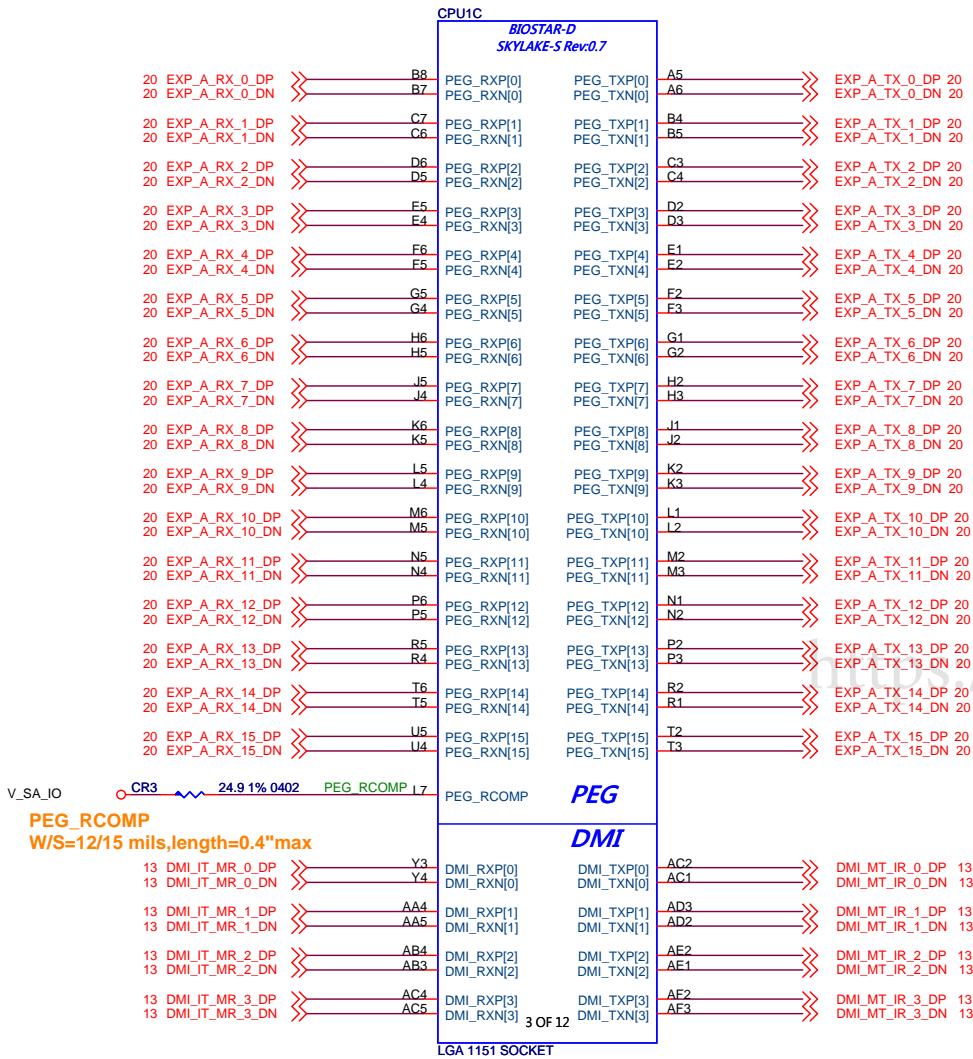 CPU1C
BIOSTAR-D
SKYLAKE-S Rev:0.7
20 EXP_A_RX_0_DP B8 PEG_RXP[0] PEG_TXP[0] A5 EXP_A_TX_0_DP 20
20 EXP_A_RX_0_DN B7 PEG_RXN[0] PEG_TXN[0] A6 EXP_A_TX_0_DN 20
20 EXP_A_RX_1_DP C7 PEG_RXP[1] PEG_TXP[1] B4 EXP_A_TX_1_DP 20
20 EXP_A_RX_1_DN C6 PEG_RXN[1] PEG_TXN[1] B5 EXP_A_TX_1_DN 20
20 EXP_A_RX_2_DP D6 PEG_RXP[2] PEG_TXP[2] C3 EXP_A_TX_2_DP 20
20 EXP_A_RX_2_DN D5 PEG_RXN[2] PEG_TXN[2] C4 EXP_A_TX_2_DN 20
20 EXP_A_RX_3_DP E5 PEG_RXP[3] PEG_TXP[3] D2 EXP_A_TX_3_DP 20
20 EXP_A_RX_3_DN E4 PEG_RXN[3] PEG_TXN[3] D3 EXP_A_TX_3_DN 20
20 EXP_A_RX_4_DP F6 PEG_RXP[4] PEG_TXP[4] E1 EXP_A_TX_4_DP 20
20 EXP_A_RX_4_DN F5 PEG_RXN[4] PEG_TXN[4] E2 EXP_A_TX_4_DN 20
20 EXP_A_RX_5_DP G5 PEG_RXP[5] PEG_TXP[5] F2 EXP_A_TX_5_DP 20
20 EXP_A_RX_5_DN G4 PEG_RXN[5] PEG_TXN[5] F3 EXP_A_TX_5_DN 20
20 EXP_A_RX_6_DP H6 PEG_RXP[6] PEG_TXP[6] G1 EXP_A_TX_6_DP 20
20 EXP_A_RX_6_DN H5 PEG_RXN[6] PEG_TXN[6] G2 EXP_A_TX_6_DN 20
20 EXP_A_RX_7_DP J5 PEG_RXP[7] PEG_TXP[7] H2 EXP_A_TX_7_DP 20
20 EXP_A_RX_7_DN J4 PEG_RXN[7] PEG_TXN[7] H3 EXP_A_TX_7_DN 20
20 EXP_A_RX_8_DP K6 PEG_RXP[8] PEG_TXP[8] J1 EXP_A_TX_8_DP 20
20 EXP_A_RX_8_DN K5 PEG_RXN[8] PEG_TXN[8] J2 EXP_A_TX_8_DN 20
20 EXP_A_RX_9_DP L5 PEG_RXP[9] PEG_TXP[9] K2 EXP_A_TX_9_DP 20
20 EXP_A_RX_9_DN L4 PEG_RXN[9] PEG_TXN[9] K3 EXP_A_TX_9_DN 20
20 EXP_A_RX_10_DP M6 PEG_RXP[10] PEG_TXP[10] L1 EXP_A_TX_10_DP 20
20 EXP_A_RX_10_DN M5 PEG_RXN[10] PEG_TXN[10] L2 EXP_A_TX_10_DN 20
20 EXP_A_RX_11_DP N5 PEG_RXP[11] PEG_TXP[11] M2 EXP_A_TX_11_DP 20
20 EXP_A_RX_11_DN N4 PEG_RXN[11] PEG_TXN[11] M3 EXP_A_TX_11_DN 20
20 EXP_A_RX_12_DP P6 PEG_RXP[12] PEG_TXP[12] N1 EXP_A_TX_12_DP 20
20 EXP_A_RX_12_DN P5 PEG_RXN[12] PEG_TXN[12] N2 EXP_A_TX_12_DN 20
20 EXP_A_RX_13_DP R5 PEG_RXP[13] PEG_TXP[13] P2 EXP_A_TX_13_DP 20
20 EXP_A_RX_13_DN R4 PEG_RXN[13] PEG_TXN[13] P3 EXP_A_TX_13_DN 20
https:/
20 EXP_A_RX_14_DP T6 PEG_RXP[14] PEG_TXP[14] R2 EXP_A_TX_14_DP 20
20 EXP_A_RX_14_DN T5 PEG_RXN[14] PEG_TXN[14] R1 EXP_A_TX_14_DN 20
20 EXP_A_RX_15_DP U5 PEG_RXP[15] PEG_TXP[15] T2 EXP_A_TX_15_DP 20
20 EXP_A_RX_15_DN U4 PEG_RXN[15] PEG_TXN[15] T3 EXP_A_TX_15_DN 20
V_SA_IO CR3 24.9 1% 0402 PEG_RCOMP L7 PEG_RCOMP PEG
PEG_RCOMP
W/S=12/15 mils,length=0.4"max
DMI
13 DMI_IT_MR_0_DP Y3 DMI_RXP[0] DMI_TXP[0] AC2 DMI_MT_IR_0_DP 13
13 DMI_IT_MR_0_DN Y4 DMI_RXN[0] DMI_TXN[0] AC1 DMI_MT_IR_0_DN 13
13 DMI_IT_MR_1_DP AA4 DMI_RXP[1] DMI_TXP[1] AD3 DMI_MT_IR_1_DP 13
13 DMI_IT_MR_1_DN AA5 DMI_RXN[1] DMI_TXN[1] AD2 DMI_MT_IR_1_DN 13
13 DMI_IT_MR_2_DP AB4 DMI_RXP[2] DMI_TXP[2] AE2 DMI_MT_IR_2_DP 13
13 DMI_IT_MR_2_DN AB3 DMI_RXN[2] DMI_TXN[2] AE1 DMI_MT_IR_2_DN 13
13 DMI_IT_MR_3_DP AC4 DMI_RXP[3] DMI_TXP[3] AF2 DMI_MT_IR_3_DP 13
13 DMI_IT_MR_3_DN AC5 DMI_RXN[3] DMI_TXN[3] AF3 DMI_MT_IR_3_DN 13
3 OF 12
LGA 1151 SOCKET